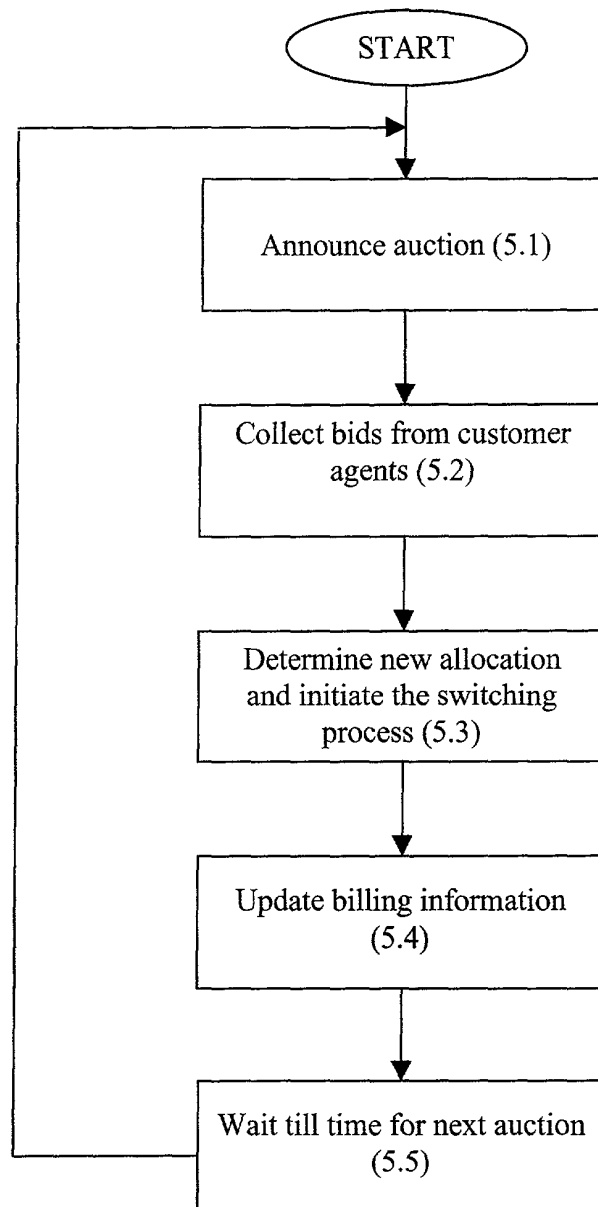 START
Announce auction (5.1)
Collect bids from customer
agents (5.2)
Determine new allocation
and initiate the switching
process (5.3)
Update billing information
(5.4)
Wait till time for next auction
(5.5)